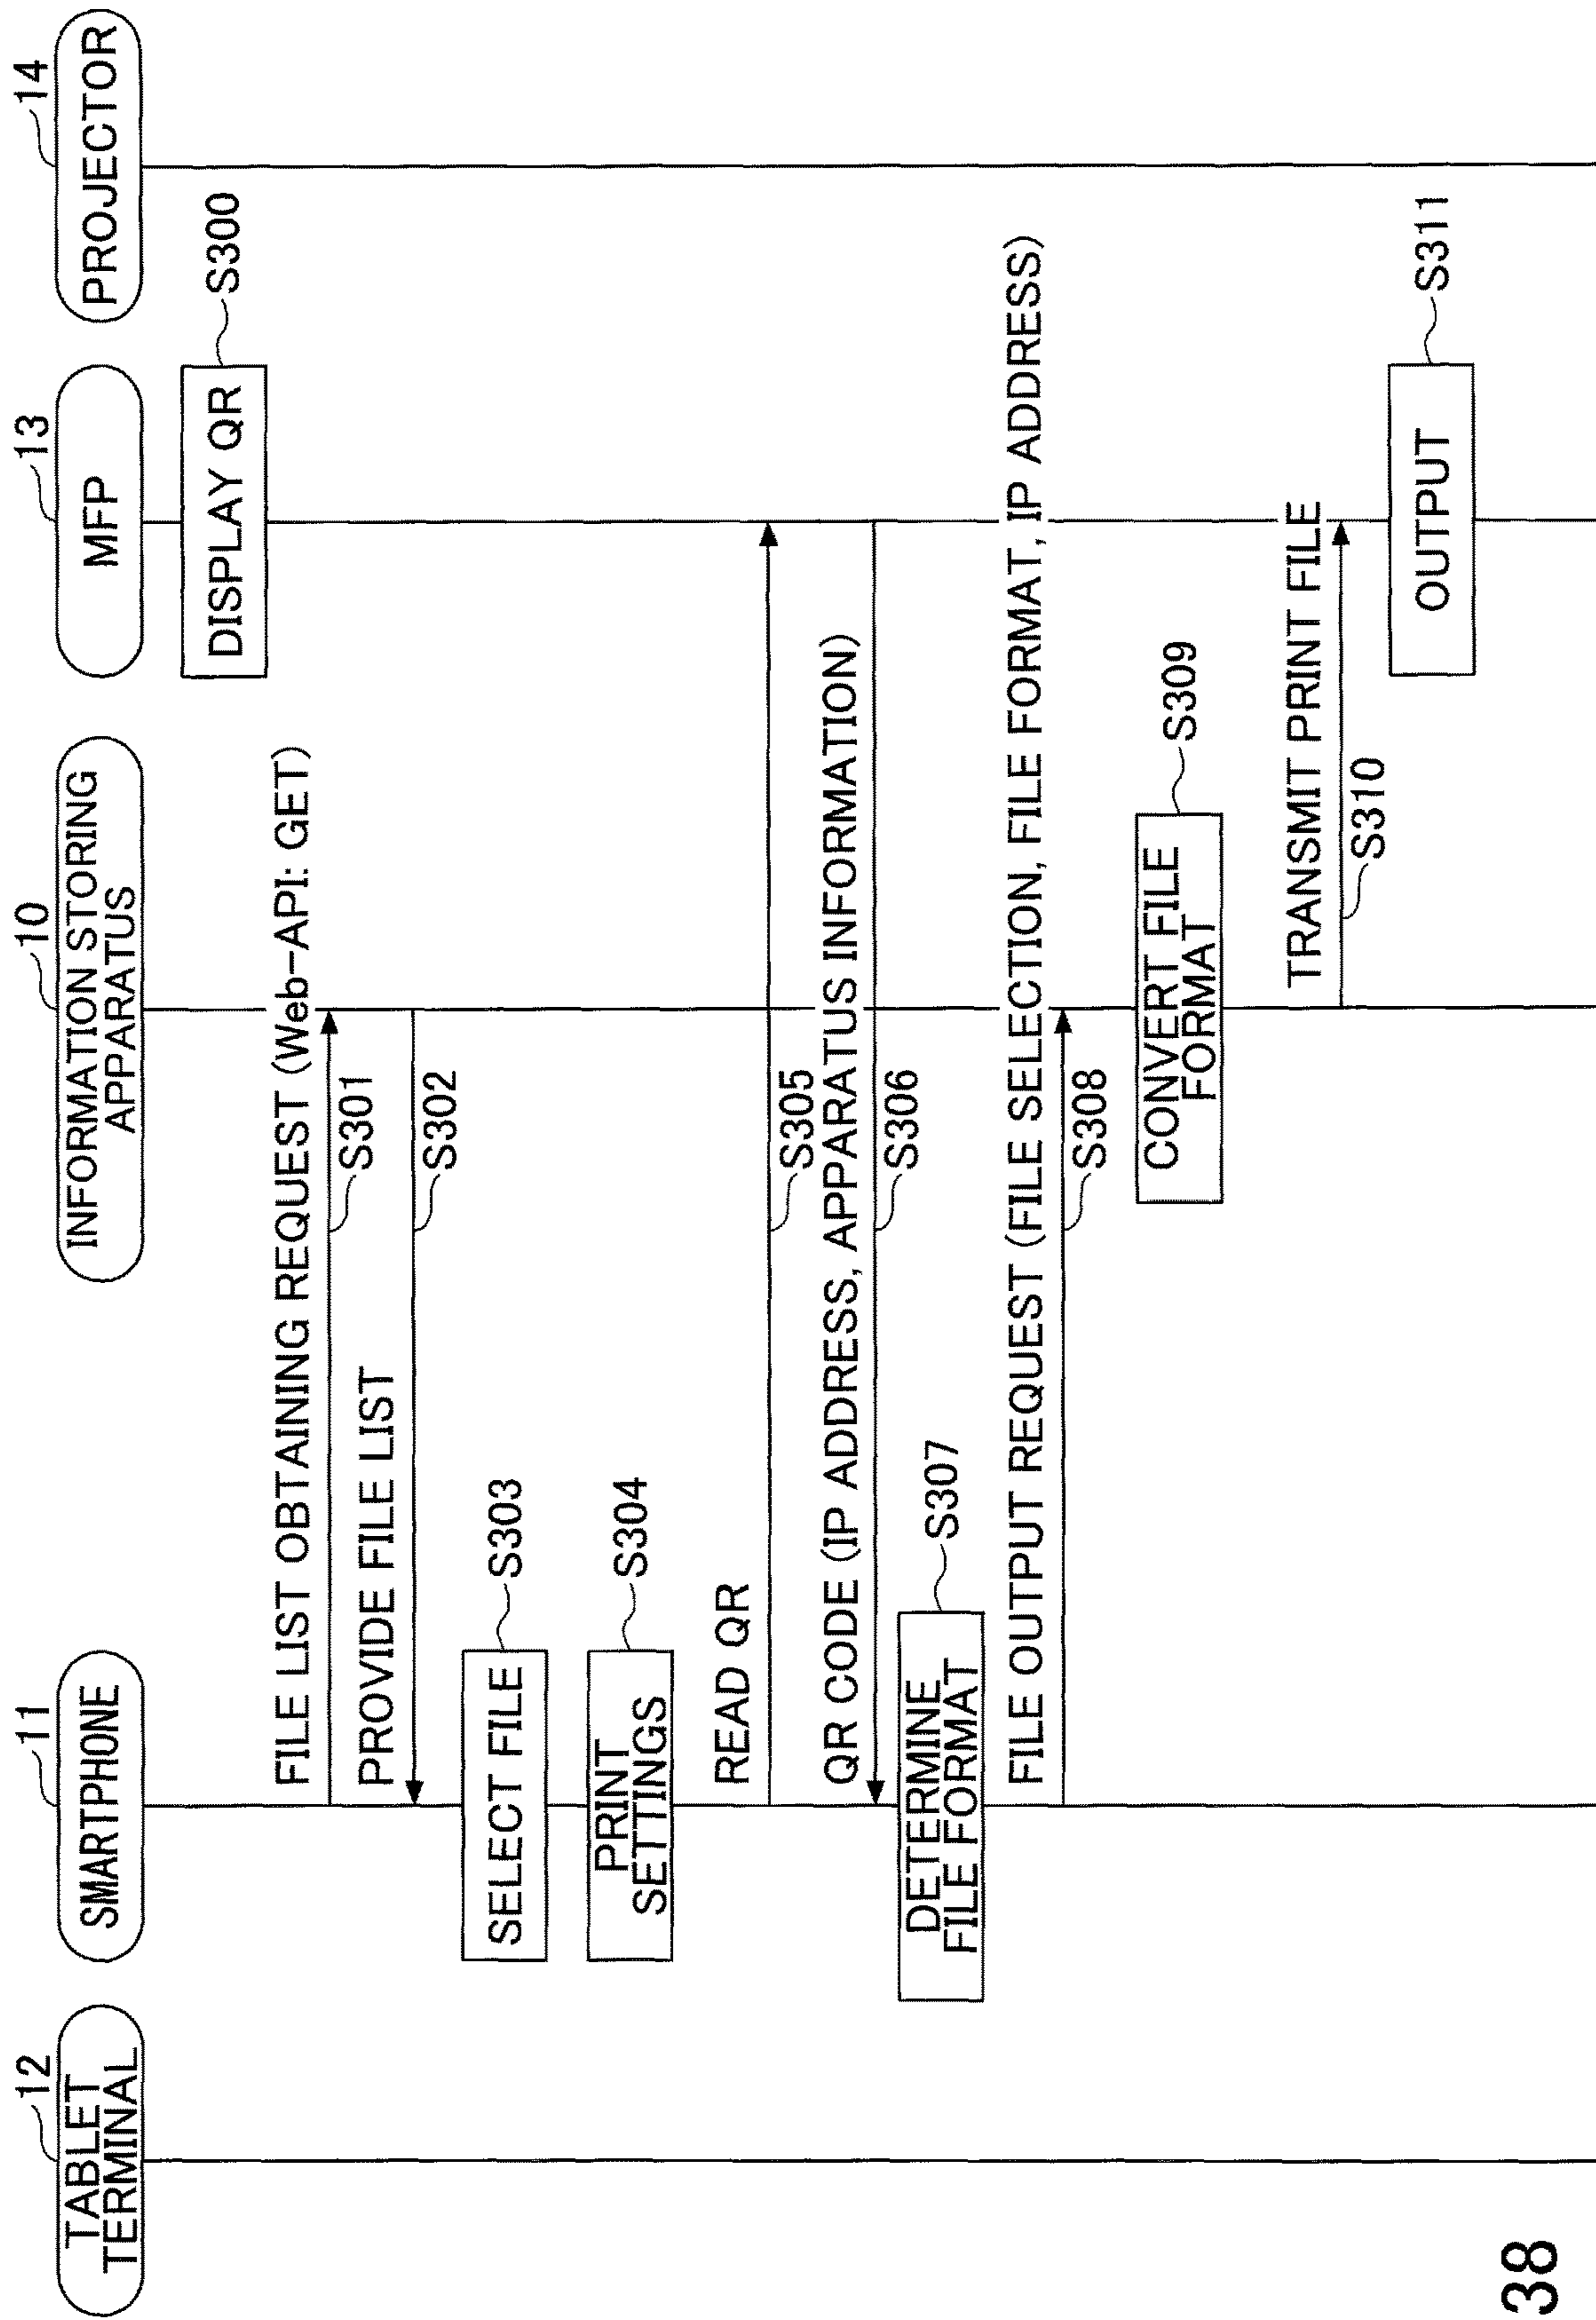 12
TABLET
TERMINAL
11
SMARTPHONE
10
INFORMATION STORING
APPARATUS
13
MFP
14
PROJECTOR
DISPLAY QR
S300
FILE LIST OBTAINING REQUEST (Web-API: GET)
S301
PROVIDE FILE LIST
S302
SELECT FILE
S303
PRINT
SETTINGS
S304
READ QR
S305
QR CODE (IP ADDRESS, APPARATUS INFORMATION)
S306
DETERMINE
FILE FORMAT
S307
FILE OUTPUT REQUEST (FILE SELECTION, FILE FORMAT, IP ADDRESS)
S308
CONVERT FILE
FORMAT
S309
TRANSMIT PRINT FILE
S310
OUTPUT
S311
38